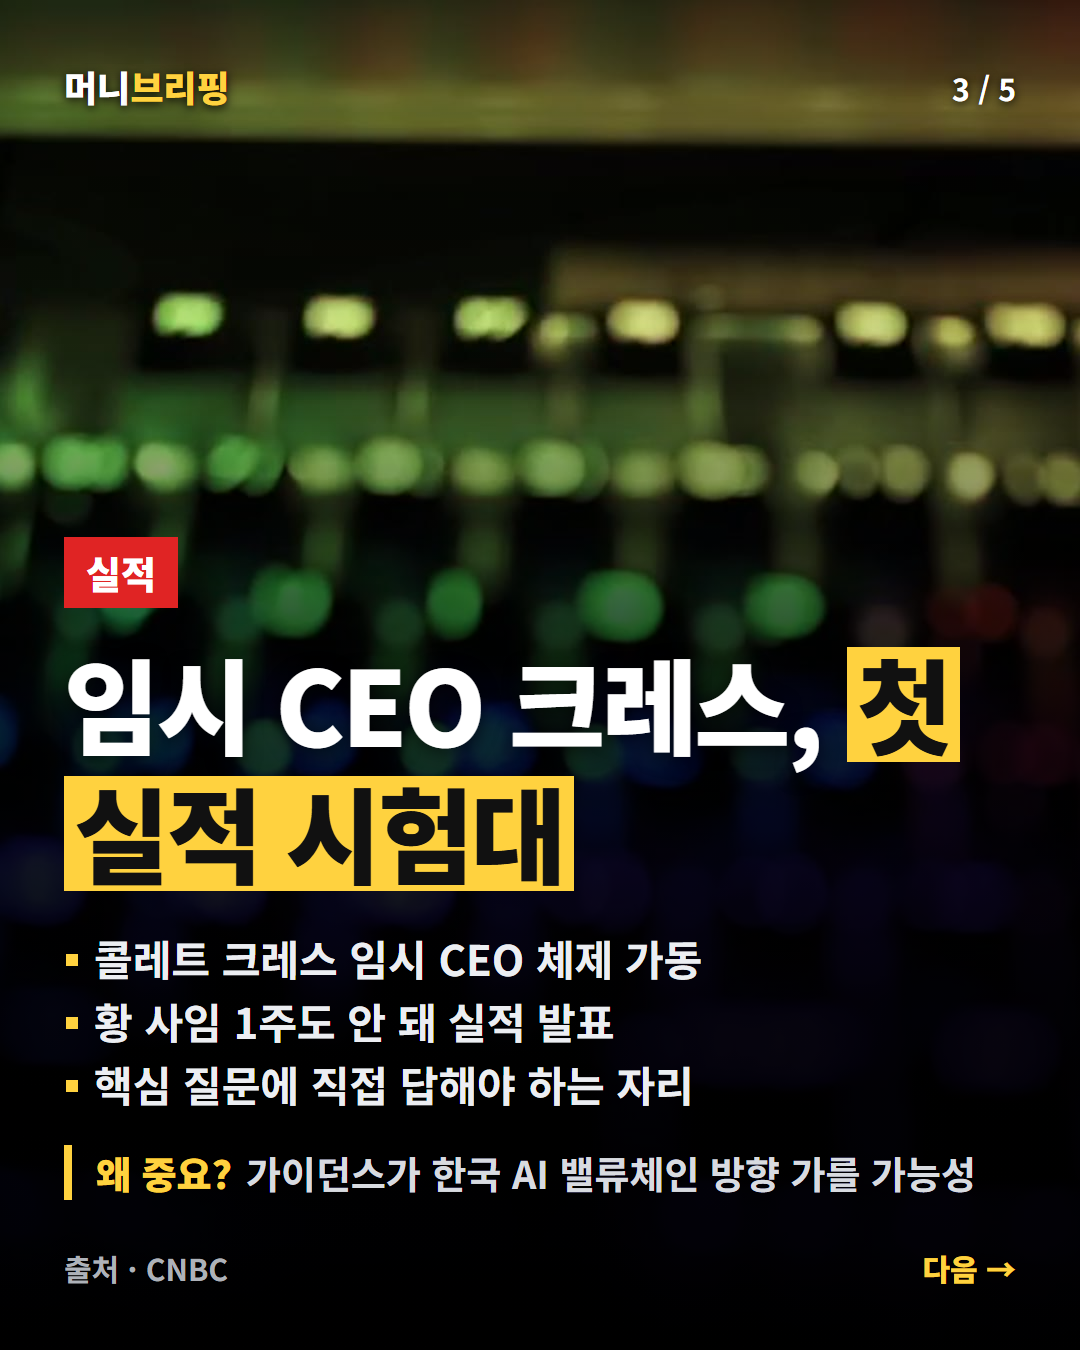 머니브리핑
3 / 5
실적
임시 CEO 크레스, 첫
실적 시험대
콜레트 크레스 임시 CEO 체제 가동
황 사임 1주도 안 돼 실적 발표
핵심 질문에 직접 답해야 하는 자리
왜 중요? 가이던스가 한국 AI 밸류체인 방향 가를 가능성
출처 · CNBC
다음 →